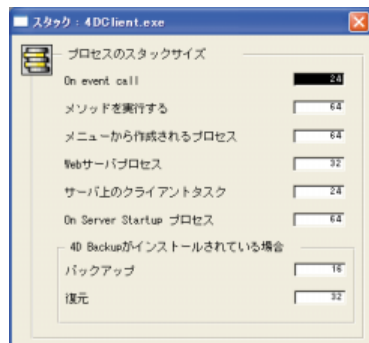 スタック : 4DClient.exe
プロセスのスタックサイズ
On event call 24
メソッドを実行する 64
メニューから作成されるプロセス 64
Webサーバプロセス 32
サーバ上のクライアントタスク 24
On Server Startup プロセス 64
4D Backupがインストールされている場合
バックアップ 16
復元 32